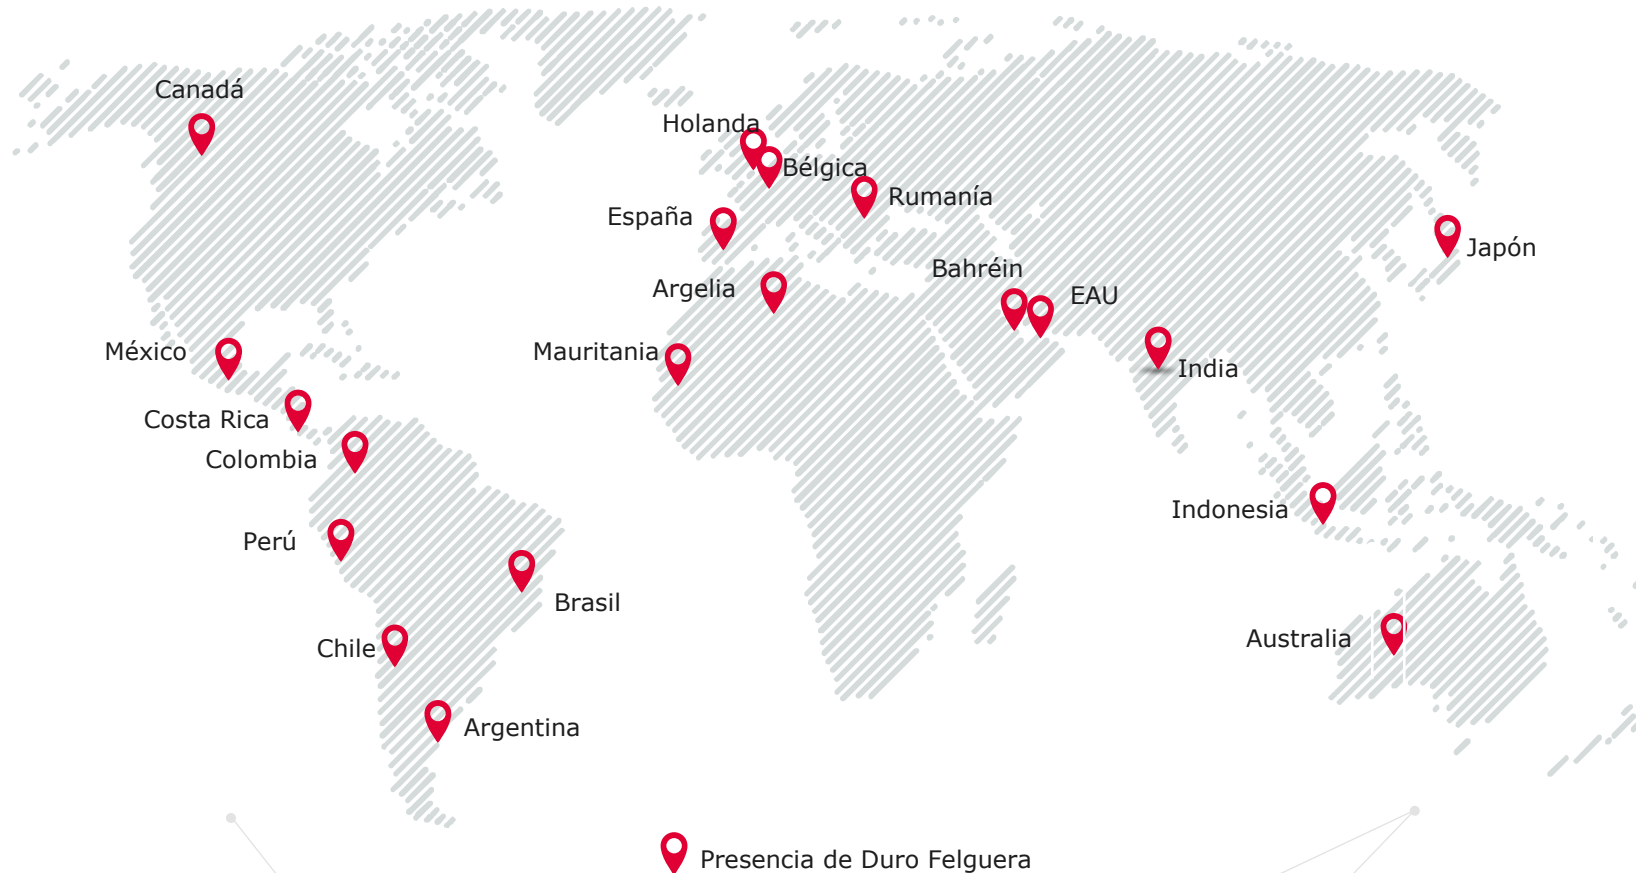 Canadá
Holanda
Bélgica
Rumanía
España
Japón
Bahréin
Argelia
EAU
México
Mauritania
India
Costa Rica
Colombia
Indonesia
Perú
Brasil
Australia
Chile
Argentina
Presencia de Duro Felguera